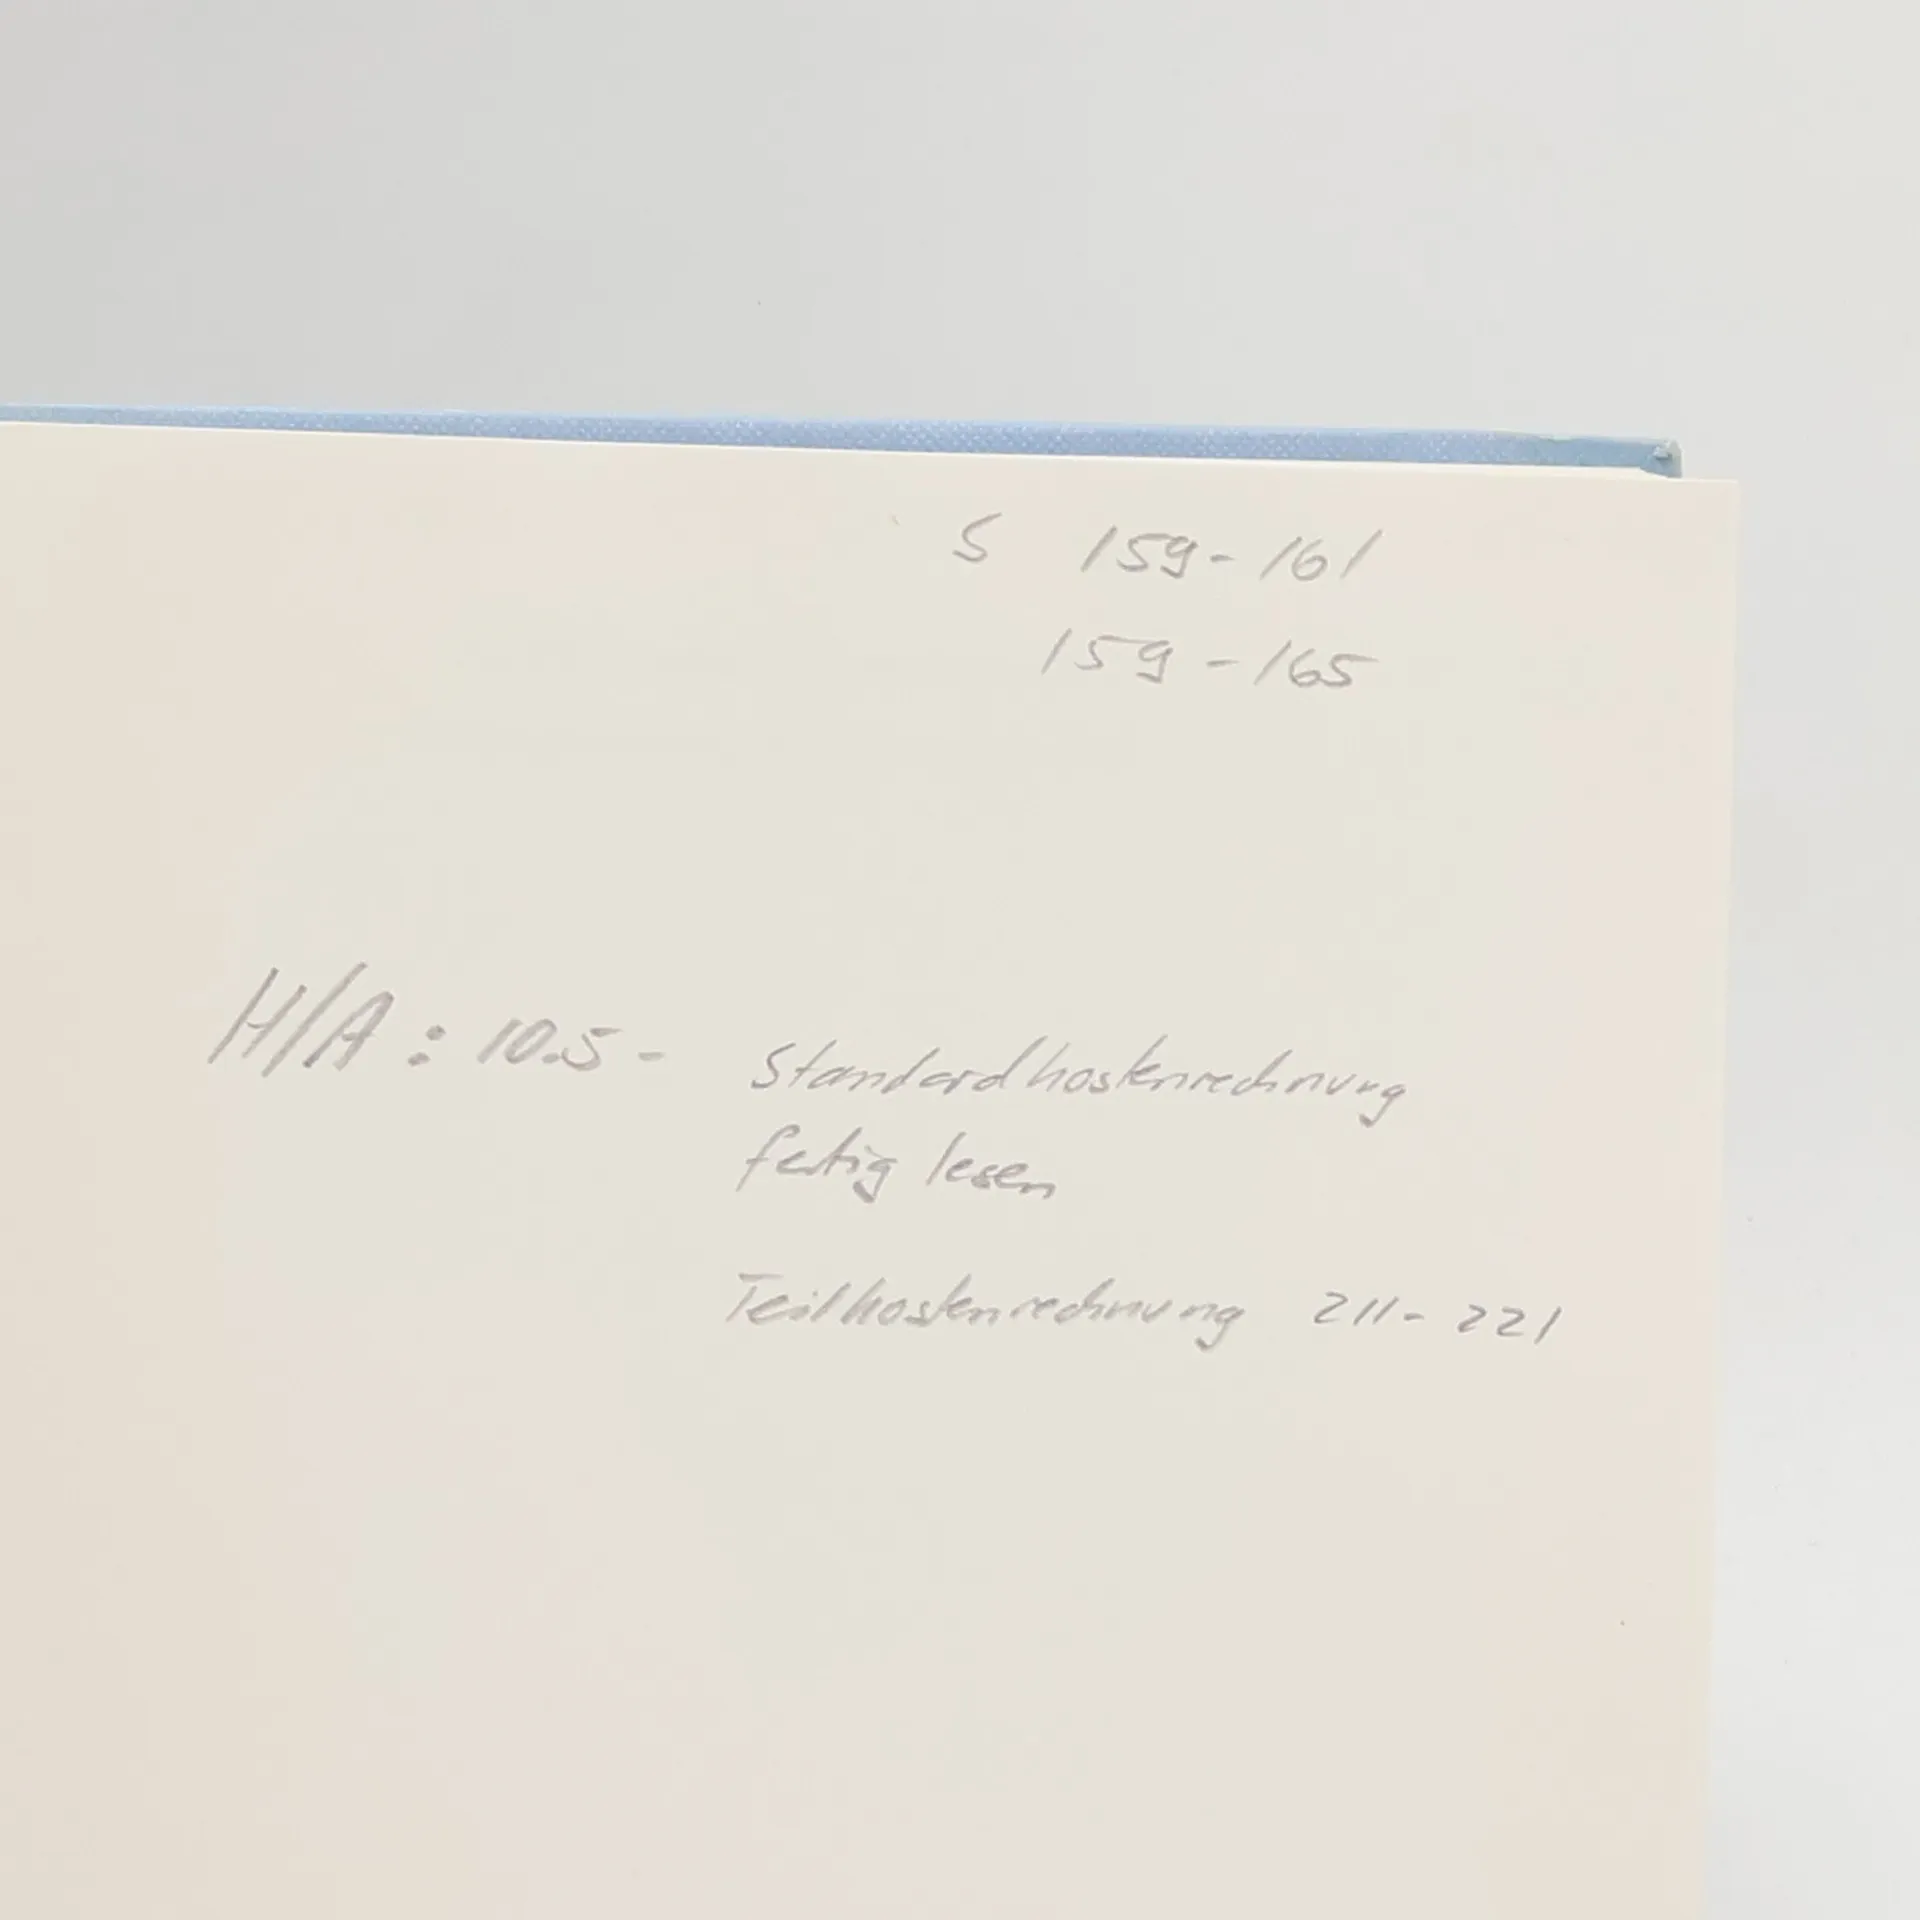 S 159-161
159-165
H/A: 10.5- Standardkostenrechnung
fertig lesen
Teilkostenrechnung 211-221